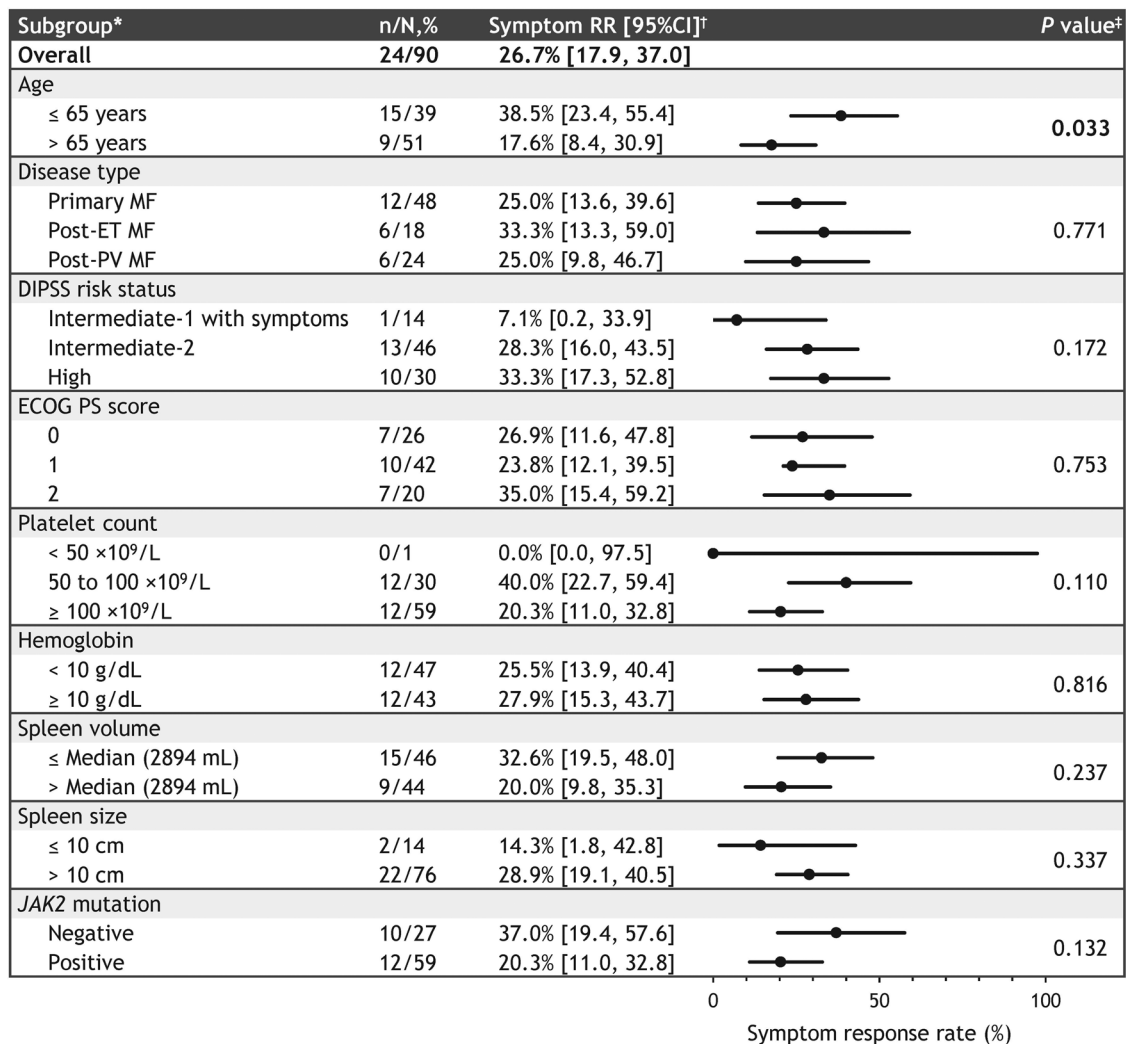 Subgroup* n/N,% Symptom RR [95%CI]† P value‡
Overall 24/90 26.7% [17.9, 37.0]
Age
≤ 65 years 15/39 38.5% [23.4, 55.4]
0.033
> 65 years 9/51 17.6% [8.4, 30.9]
Disease type
Primary MF 12/48 25.0% [13.6, 39.6]
Post-ET MF 6/18 33.3% [13.3, 59.0] 0.771
Post-PV MF 6/24 25.0% [9.8, 46.7]
DIPSS risk status
Intermediate-1 with symptoms 1/14 7.1% [0.2, 33.9]
Intermediate-2 13/46 28.3% [16.0, 43.5] 0.172
High 10/30 33.3% [17.3, 52.8]
ECOG PS score
0 7/26 26.9% [11.6, 47.8]
1 10/42 23.8% [12.1, 39.5] 0.753
2 7/20 35.0% [15.4, 59.2]
Platelet count
< 50 ×10⁹/L 0/1 0.0% [0.0, 97.5]
50 to 100 ×10⁹/L 12/30 40.0% [22.7, 59.4] 0.110
≥ 100 ×10⁹/L 12/59 20.3% [11.0, 32.8]
Hemoglobin
< 10 g/dL 12/47 25.5% [13.9, 40.4]
0.816
≥ 10 g/dL 12/43 27.9% [15.3, 43.7]
Spleen volume
≤ Median (2894 mL) 15/46 32.6% [19.5, 48.0]
0.237
> Median (2894 mL) 9/44 20.0% [9.8, 35.3]
Spleen size
≤ 10 cm 2/14 14.3% [1.8, 42.8]
0.337
> 10 cm 22/76 28.9% [19.1, 40.5]
JAK2 mutation
Negative 10/27 37.0% [19.4, 57.6]
0.132
Positive 12/59 20.3% [11.0, 32.8]
0 50 100
Symptom response rate (%)